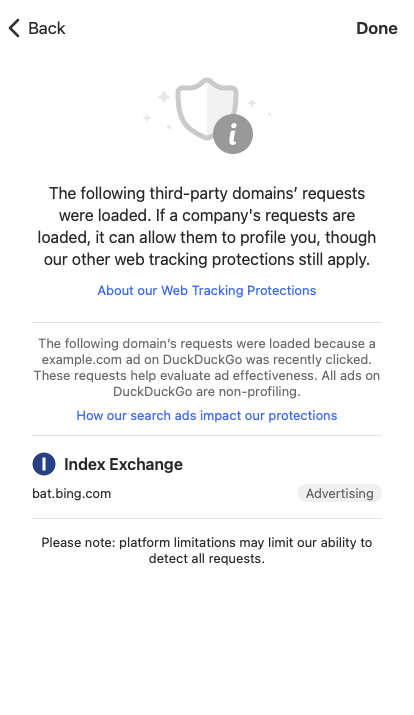 Back
Done
The following third-party domains’ requests
were loaded. If a company's requests are
loaded, it can allow them to profile you, though
our other web tracking protections still apply.
About our Web Tracking Protections
The following domain’s requests were loaded because a
example.com ad on DuckDuckGo was recently clicked.
These requests help evaluate ad effectiveness. All ads on
DuckDuckGo are non-profiling.
How our search ads impact our protections
Index Exchange
bat.bing.com
Advertising
Please note: platform limitations may limit our ability to
detect all requests.